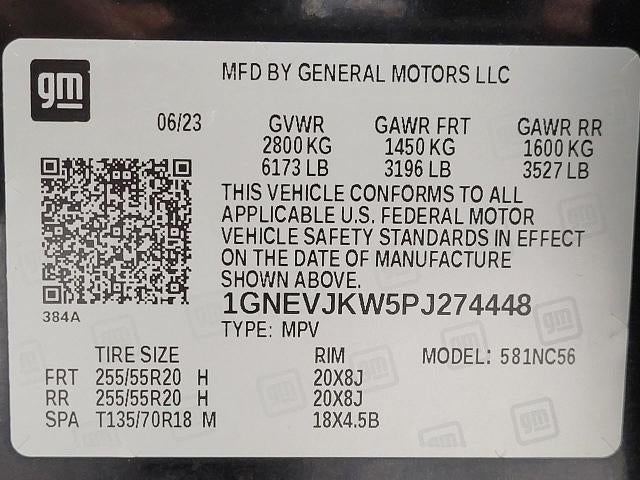 gm
MFD BY GENERAL MOTORS LLC
06/23 GVWR GAWR FRT GAWR RR
2800 KG 1450 KG 1600 KG
6173 LB 3196 LB 3527 LB
THIS VEHICLE CONFORMS TO ALL
APPLICABLE U.S. FEDERAL MOTOR
VEHICLE SAFETY STANDARDS IN EFFECT
ON THE DATE OF MANUFACTURE
SHOWN ABOVE.
384A
1GNEVJKW5PJ274448
TYPE: MPV
TIRE SIZE RIM MODEL: 581NC56
FRT 255/55R20 H 20X8J
RR 255/55R20 H 20X8J
SPA T135/70R18 M 18X4.5B